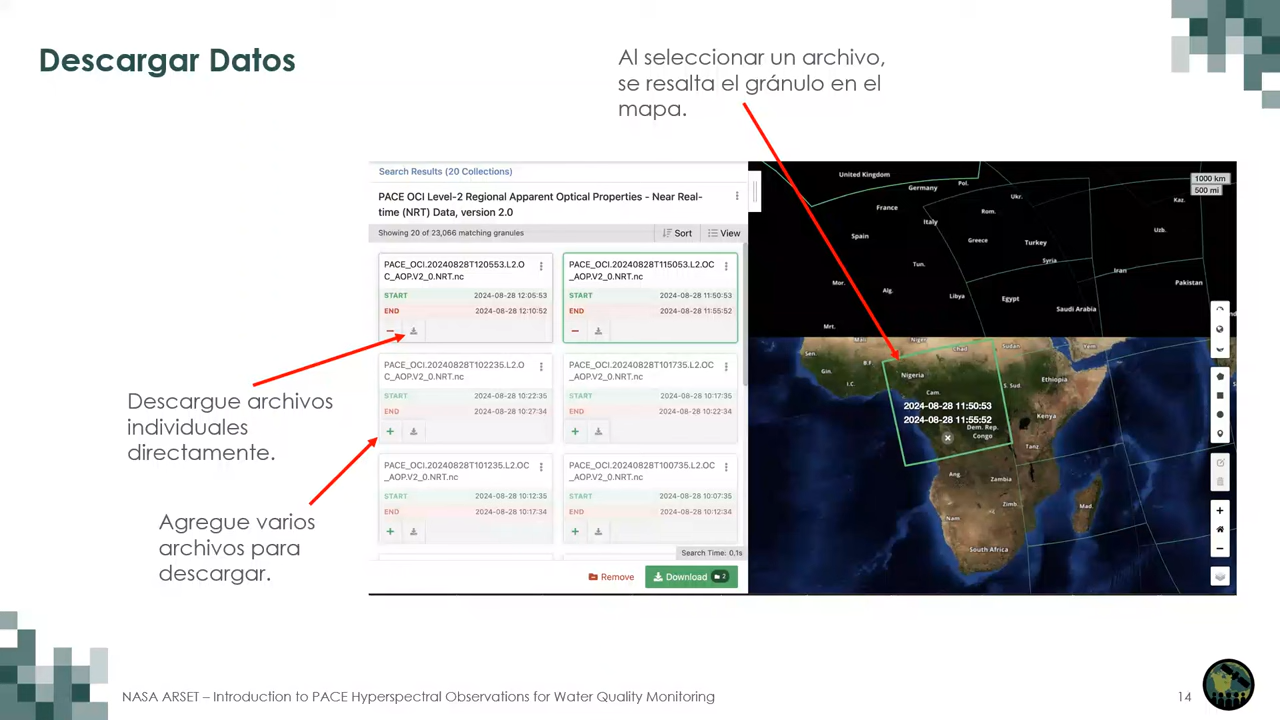 Descargar Datos
Al seleccionar un archivo,
se resalta el gránulo en el
mapa.
Search Results (20 Collections)
PACE OCI Level-2 Regional Apparent Optical Properties - Near Real-
time (NRT) Data, version 2.0
Showing 20 of 23,066 matching granules
Sort
View
PACE_OCI.20240828T120553.L2.O
C_AOP.V2_0.NRT.nc
START 2024-08-28 12:05:53
END 2024-08-28 12:10:52
PACE_OCI.20240828T115053.L2.OC
_AOP.V2_0.NRT.nc
START 2024-08-28 11:50:53
END 2024-08-28 11:55:52
PACE_OCI.20240828T102235.L2.O
C_AOP.V2_0.NRT.nc
START 2024-08-28 10:22:35
END 2024-08-28 10:27:34
PACE_OCI.20240828T101735.L2.OC
_AOP.V2_0.NRT.nc
START 2024-08-28 10:17:35
END 2024-08-28 10:22:34
PACE_OCI.20240828T101235.L2.OC
_AOP.V2_0.NRT.nc
START 2024-08-28 10:12:35
END 2024-08-28 10:17:34
PACE_OCI.20240828T100735.L2.OC
_AOP.V2_0.NRT.nc
START 2024-08-28 10:07:35
END 2024-08-28 10:12:34
Search Time: 0.1s
Remove
Download 2
Descargue archivos
individuales
directamente.
Agregue varios
archivos para
descargar.
1000 km
500 mi
United Kingdom
Germany
Pol.
Ukr.
Kaz.
France
Italy
Rom.
Uzb.
Spain
Greece
Turkey
Tun.
Syria
Iran
Mor.
Alg.
Libya
Egypt
Pakistan
Saudi Arabia
Mrt.
Mali
Niger
Chad
Sudan
Yem.
Sen.
B.F.
Gin.
I.C.
Nigeria
Cam.
S. Sud.
Ethiopia
2024-08-28 11:50:53
2024-08-28 11:55:52
Kenya
Dem. Rep.
Congo
Tanz.
Ang.
Zambia
Zimb.
Mad.
Nam
South Africa
NASA ARSET – Introduction to PACE Hyperspectral Observations for Water Quality Monitoring
14